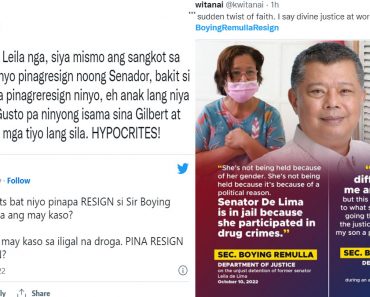 Leila nga, siya mismo ang sangkot sa
nyo pinagresign noong Senador, bakit si
a pinagreresign ninyo, eh anak lang niya
Gusto pa ninyong isama sina Gilbert at
mga tiyo lang sila. HYPOCRITES!
y · Follow
ts bat niyo pinapa RESIGN si Sir Boying
a ang may kaso?
may kaso sa iligal na droga. PINA RESIGN
N?
22
Reply
witanai @kwitanai · 1h
sudden twist of faith. I say divine justice at wor
BoyingRemullaResign
"She's not being held because
of her gender. She's not being
held because it's because of a
political reason.
Senator De Lima
is in jail because
she participated in
drug crimes."
SEC. BOYING REMULLA
DEPARTMENT OF JUSTICE
on the unjust detention of former senator
Leila de Lima
October 10, 2022
diff
me a
but this
to what s
going th
the justic
my son a p
SEC. B
DEPART